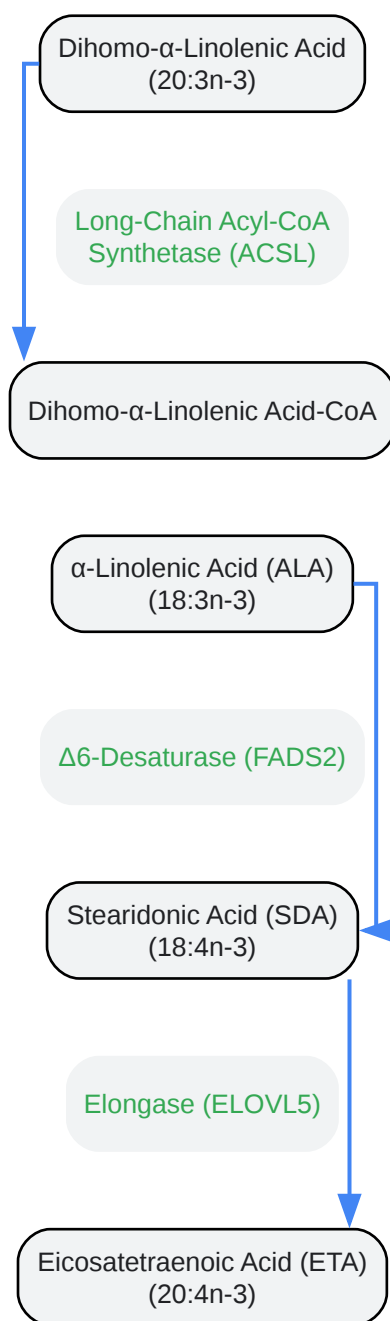 Dihomo-α-Linolenic Acid
(20:3n-3)
Long-Chain Acyl-CoA
Synthetase (ACSL)
Dihomo-α-Linolenic Acid-CoA
α-Linolenic Acid (ALA)
(18:3n-3)
Δ6-Desaturase (FADS2)
Stearidonic Acid (SDA)
(18:4n-3)
Elongase (ELOVL5)
Eicosatetraenoic Acid (ETA)
(20:4n-3)